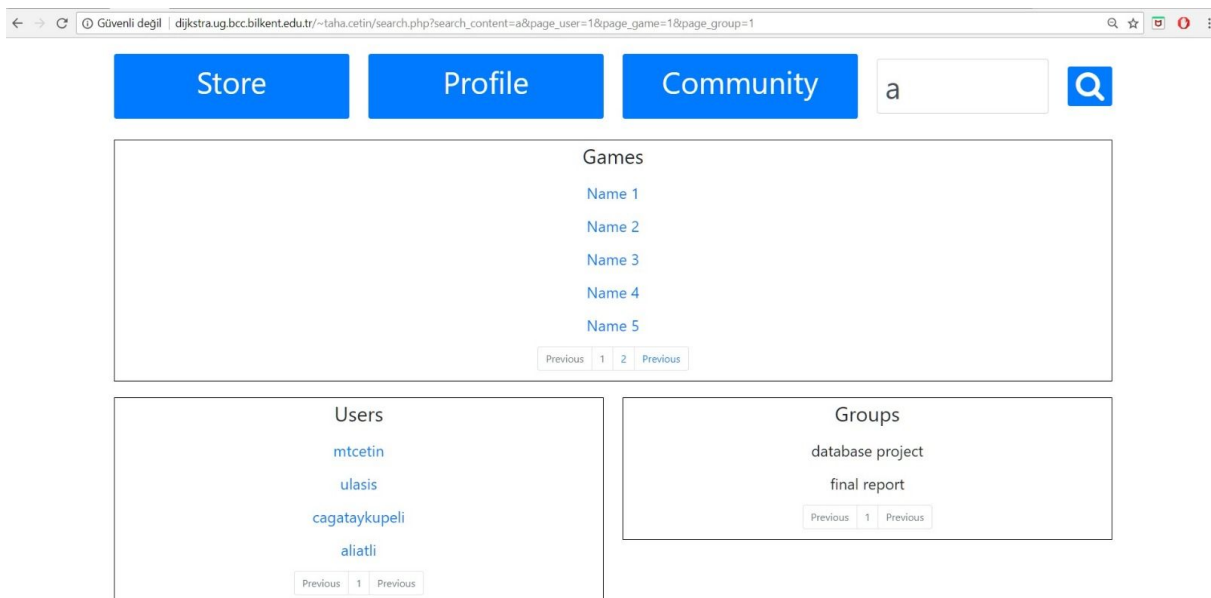 Güvenli değil dijkstra.ug.bcc.bilkent.edu.tr/~taha.cetin/search.php?search_content=a&page_user=1&page_game=1&page_group=1
Store Profile Community a
Games
Name 1
Name 2
Name 3
Name 4
Name 5
Previous 1 2 Previous
Users
mtcetin
ulasis
cagataykupeli
aliatli
Previous 1 Previous
Groups
database project
final report
Previous 1 Previous